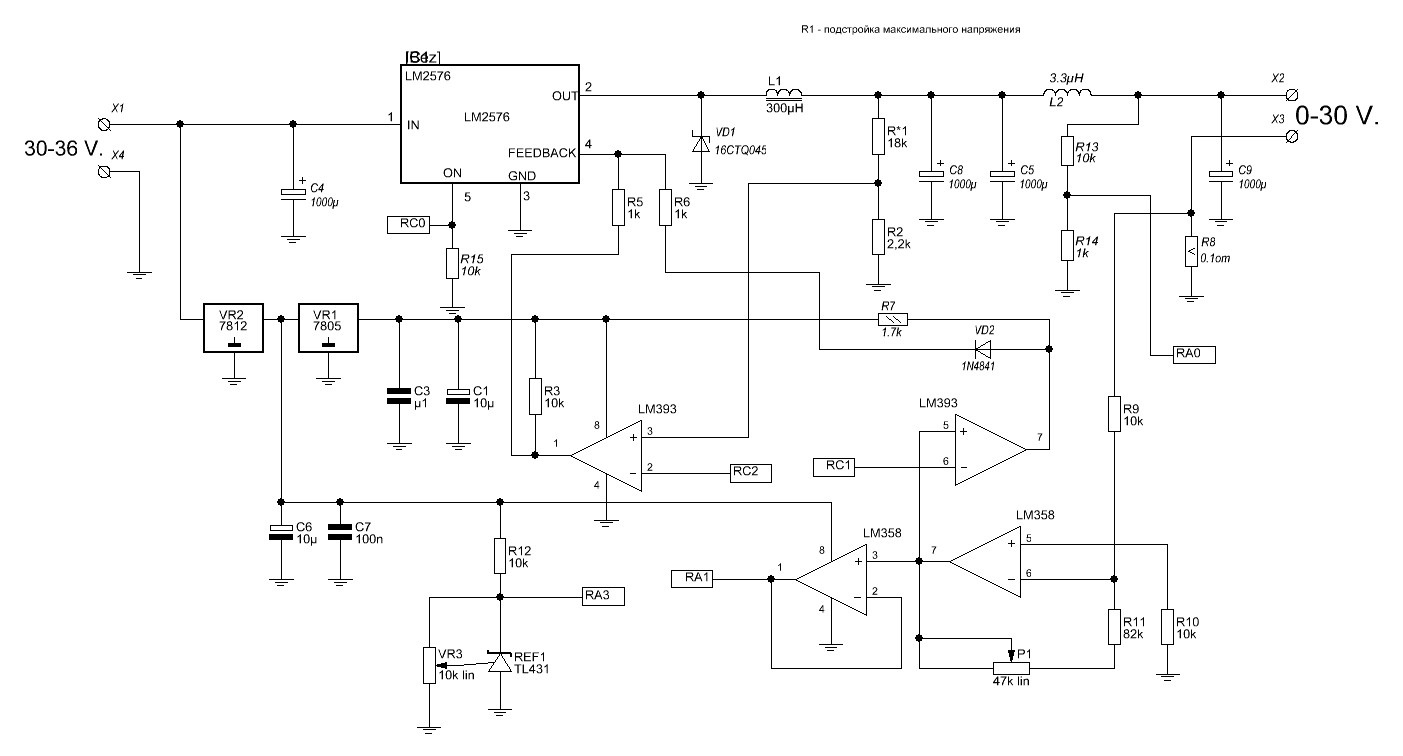 R1 - подстройка максимального напряжения
LM2576
OUT
2
LM2576
1
IN
FEEDBACK
4
ON
GND
5
3
X1
30-36 V.
X4
C4
1000µ
RC0
R15
10k
R5
1k
R6
1k
VD1
16CTQ045
L1
300µH
R*1
18k
R2
2,2k
C8
1000µ
C5
1000µ
3.3µH
L2
R13
10k
R14
1k
C9
1000µ
X2
X3
0-30 V.
R8
0.1om
RA0
VR2
7812
VR1
7805
C3
µ1
C1
10µ
R3
10k
R7
1.7k
VD2
1N4841
LM393
8
1
3
+
2
−
4
RC2
LM393
5
+
6
−
7
RC1
R9
10k
C6
10µ
C7
100n
R12
10k
RA3
VR3
10k lin
REF1
TL431
LM358
8
1
3
+
2
−
4
RA1
LM358
7
5
+
6
−
R11
82k
R10
10k
P1
47k lin